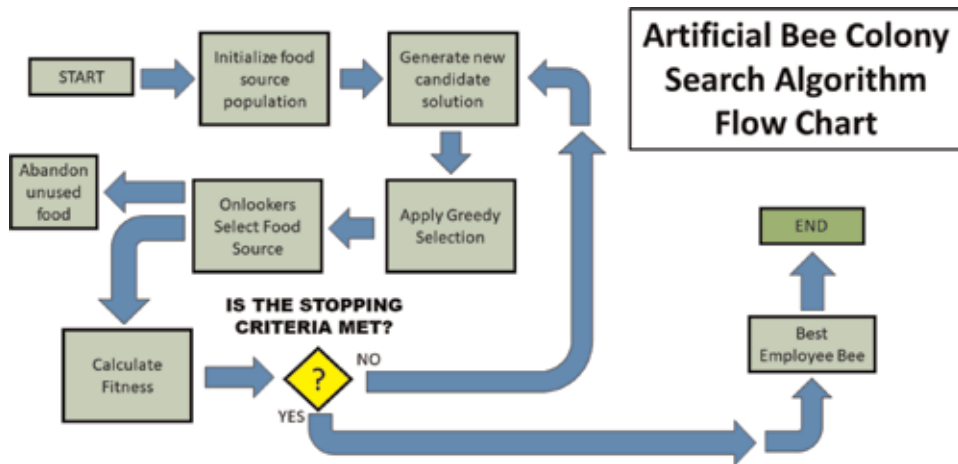 Artificial Bee Colony
Search Algorithm
Flow Chart
START
Initialize food
source
population
Generate new
candidate
solution
Abandon
unused
food
Onlookers
Select Food
Source
Apply Greedy
Selection
END
IS THE STOPPING
CRITERIA MET?
Calculate
Fitness
?
NO
YES
Best
Employee Bee